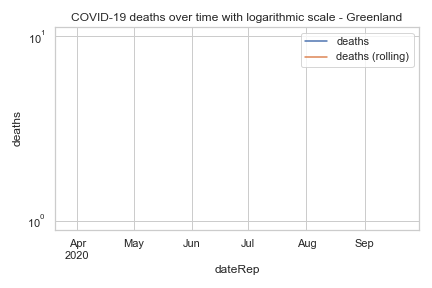 COVID-19 deaths over time with logarithmic scale - Greenland
deaths
deaths (rolling)
10¹
deaths
10⁰
Apr May Jun Jul Aug Sep
2020
dateRep